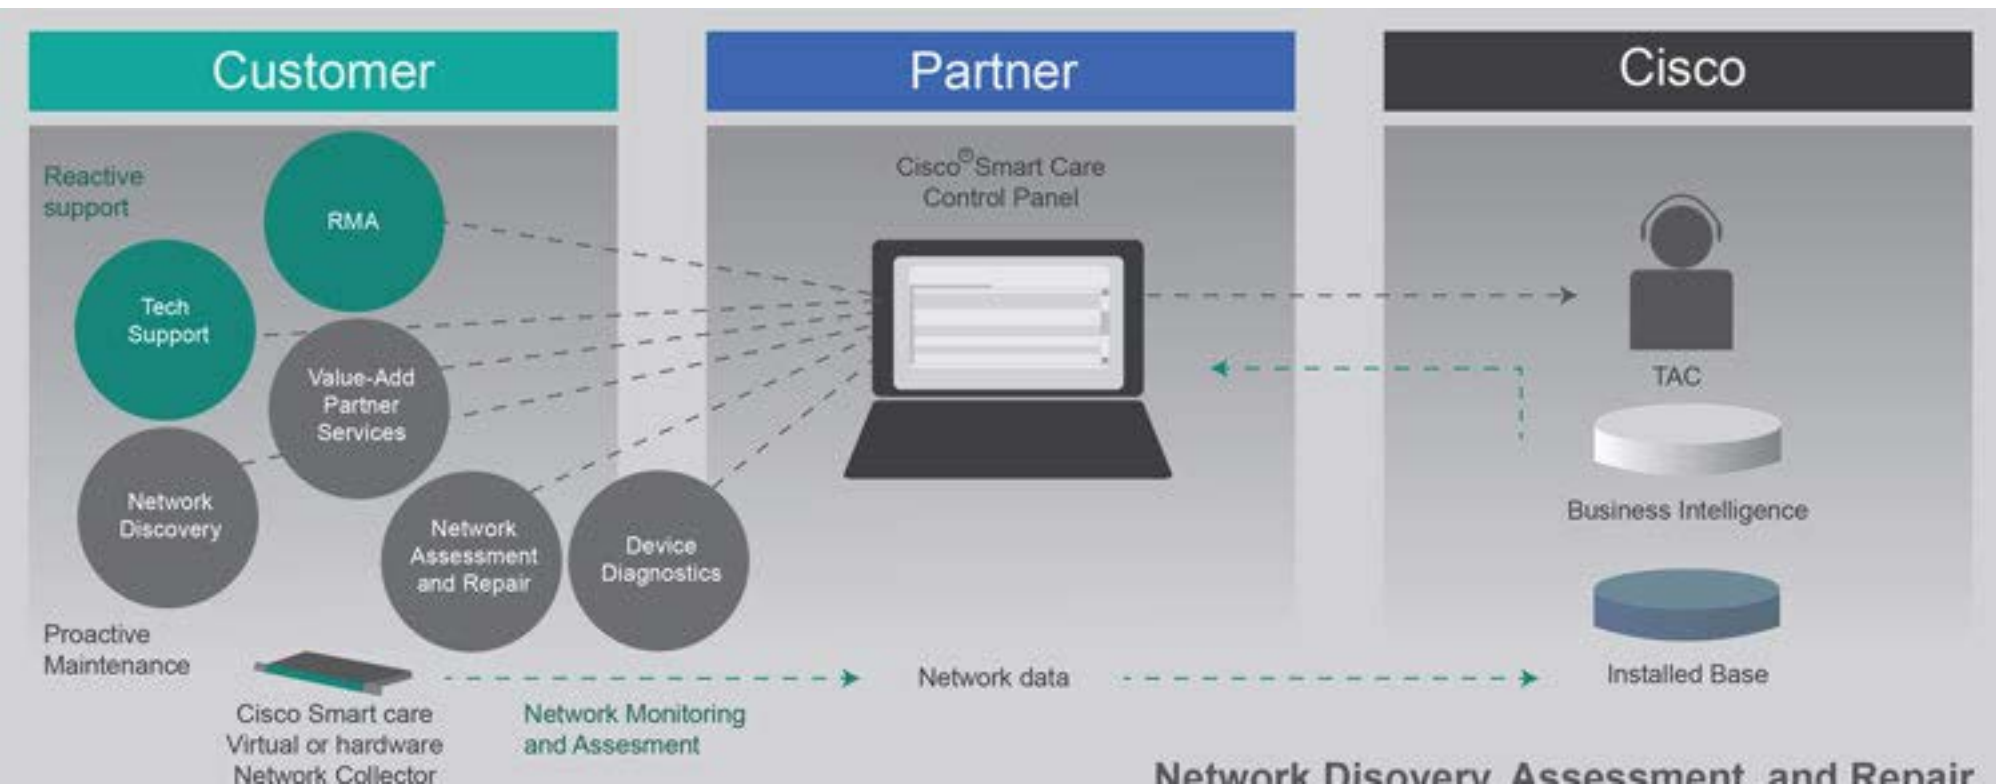 Customer
Partner
Cisco
Reactive
support
RMA
Tech
Support
Value-Add
Partner
Services
Network
Discovery
Network
Assessment
and Repair
Device
Diagnostics
Proactive
Maintenance
Cisco Smart care
Virtual or hardware
Network Collector
Network Monitoring
and Assesment
Cisco® Smart Care
Control Panel
Network data
TAC
Business Intelligence
Installed Base
Network Disovery, Assessment, and Repair